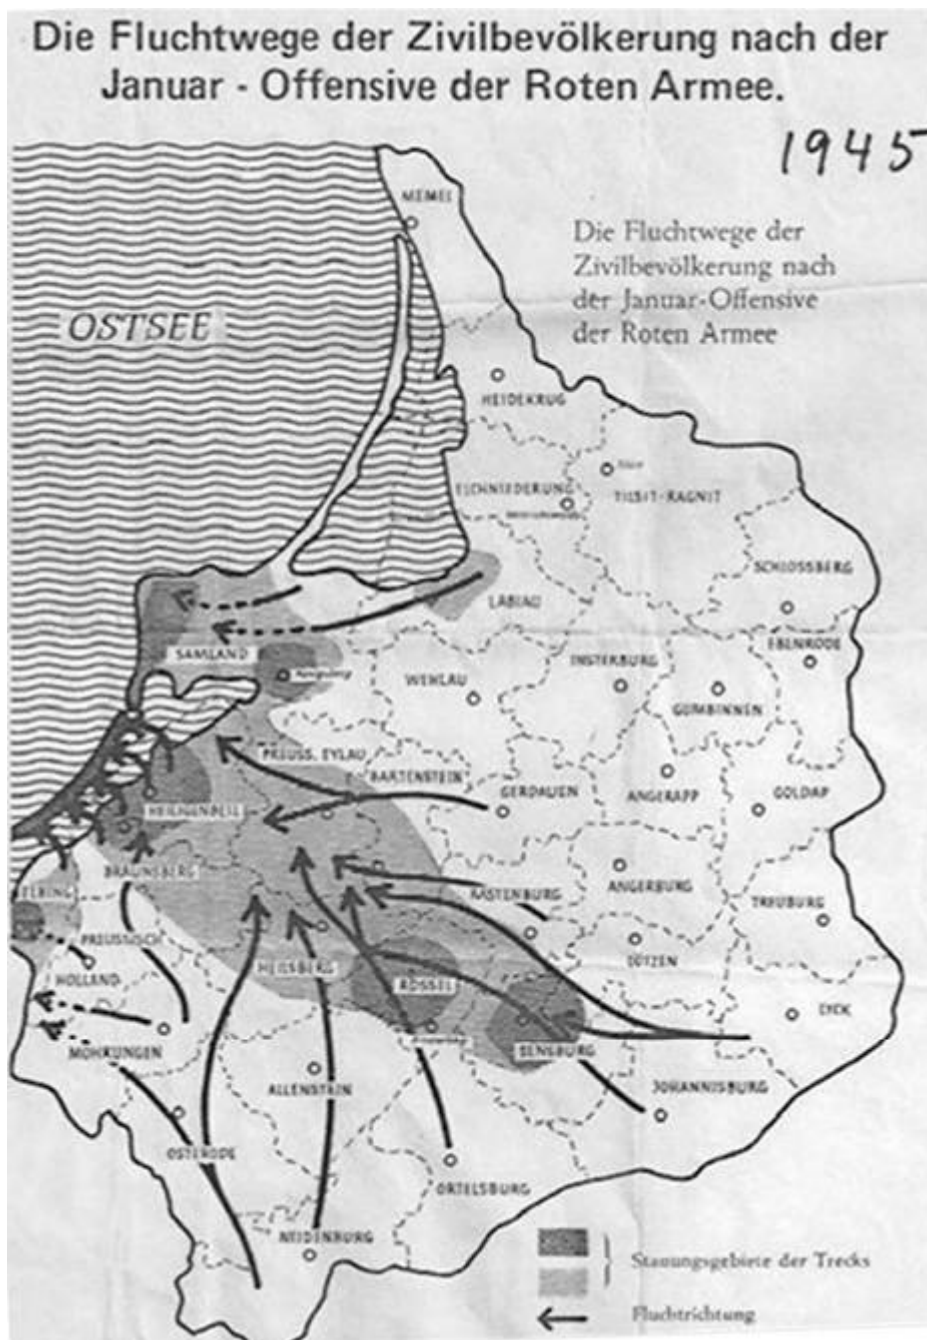 Die Fluchtwege der Zivilbevölkerung nach der
Januar - Offensive der Roten Armee.
1945
MEMEL
Die Fluchtwege der
Zivilbevölkerung nach
der Januar-Offensive
der Roten Armee
OSTSEE
HEIDEKRUG
ELCHNIEDERUNG
TILSIT-RAGNIT
SCHLOSSBERG
LABIAU
EBENRODE
SAMLAND
INSTERBURG
Königsberg
WEHLAU
GUMBINNEN
PREUSS. EYLAU
BARTENSTEIN
GERDAUEN
ANGERAPP
GOLDAP
HEILIGENBEIL
BRAUNSBERG
RASTENBURG
ANGERBURG
ELBING
TREUBURG
PREUSSISCH
HOLLAND
HEILSBERG
LÖTZEN
RÖSSEL
LYCK
MOHRUNGEN
SENSBURG
ALLENSTEIN
JOHANNISBURG
OSTERODE
ORTELSBURG
NEIDENBURG
Stauungsgebiete der Trecks
Fluchtrichtung